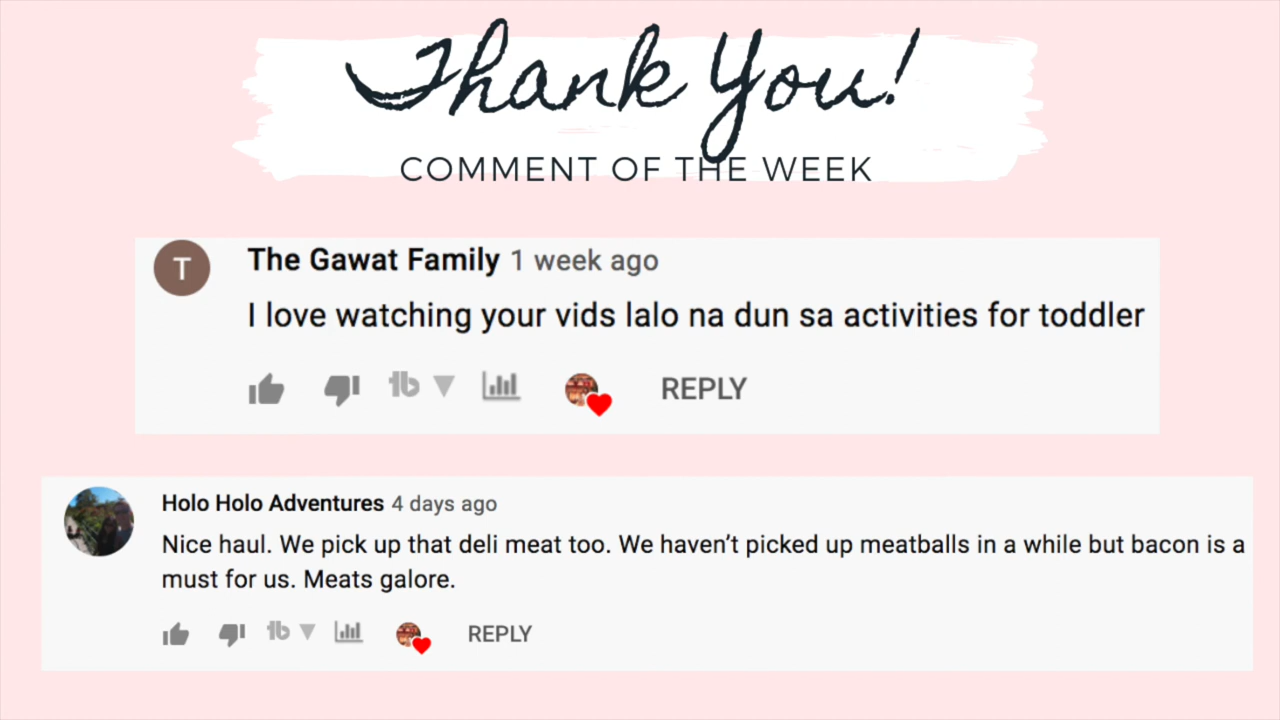 Thank You!
COMMENT OF THE WEEK
T
The Gawat Family 1 week ago
I love watching your vids lalo na dun sa activities for toddler
tb
REPLY
Holo Holo Adventures 4 days ago
Nice haul. We pick up that deli meat too. We haven't picked up meatballs in a while but bacon is a
must for us. Meats galore.
tb
REPLY